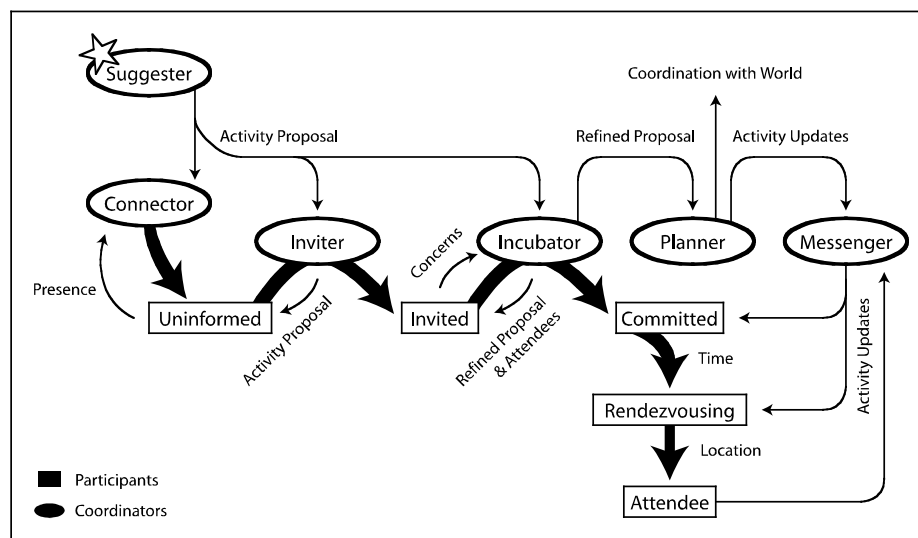 Suggester
Coordination with World
Activity Proposal
Refined Proposal
Activity Updates
Connector
Inviter
Incubator
Planner
Messenger
Concerns
Presence
Uninformed
Activity Proposal
Invited
Refined Proposal
& Attendees
Committed
Time
Activity Updates
Rendezvousing
Location
Participants
Attendee
Coordinators